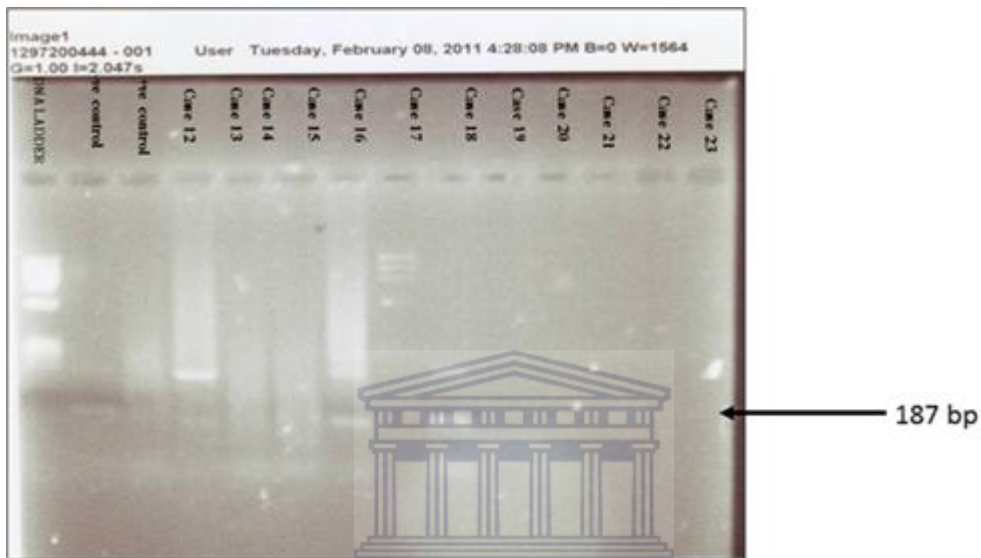 Image1
1297200444 - 001 User Tuesday, February 08, 2011 4:28:08 PM B=0 W=1564
G=1.00 I=2.047s
DNA LADDER
ve control
ve control
Case 12
Case 13
Case 14
Case 15
Case 16
Case 17
Case 18
Case 19
Case 20
Case 21
Case 22
Case 23
187 bp